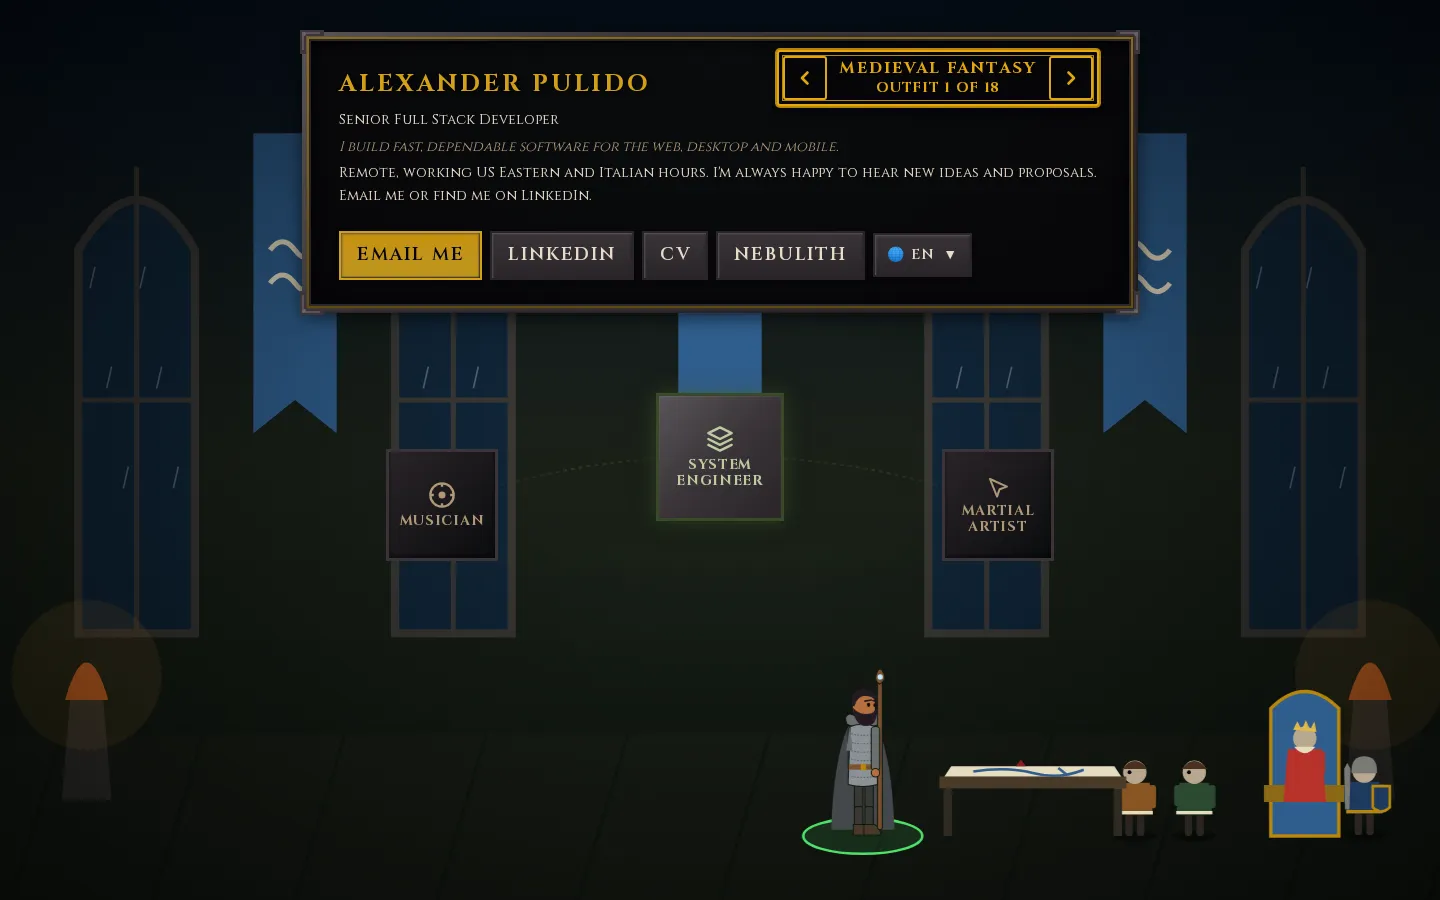 ALEXANDER PULIDO
MEDIEVAL FANTASY
OUTFIT 1 OF 18
SENIOR FULL STACK DEVELOPER
I BUILD FAST, DEPENDABLE SOFTWARE FOR THE WEB, DESKTOP AND MOBILE.
REMOTE, WORKING US EASTERN AND ITALIAN HOURS. I'M ALWAYS HAPPY TO HEAR NEW IDEAS AND PROPOSALS.
EMAIL ME OR FIND ME ON LINKEDIN.
EMAIL ME
LINKEDIN
CV
NEBULITH
EN
SYSTEM
ENGINEER
MUSICIAN
MARTIAL
ARTIST